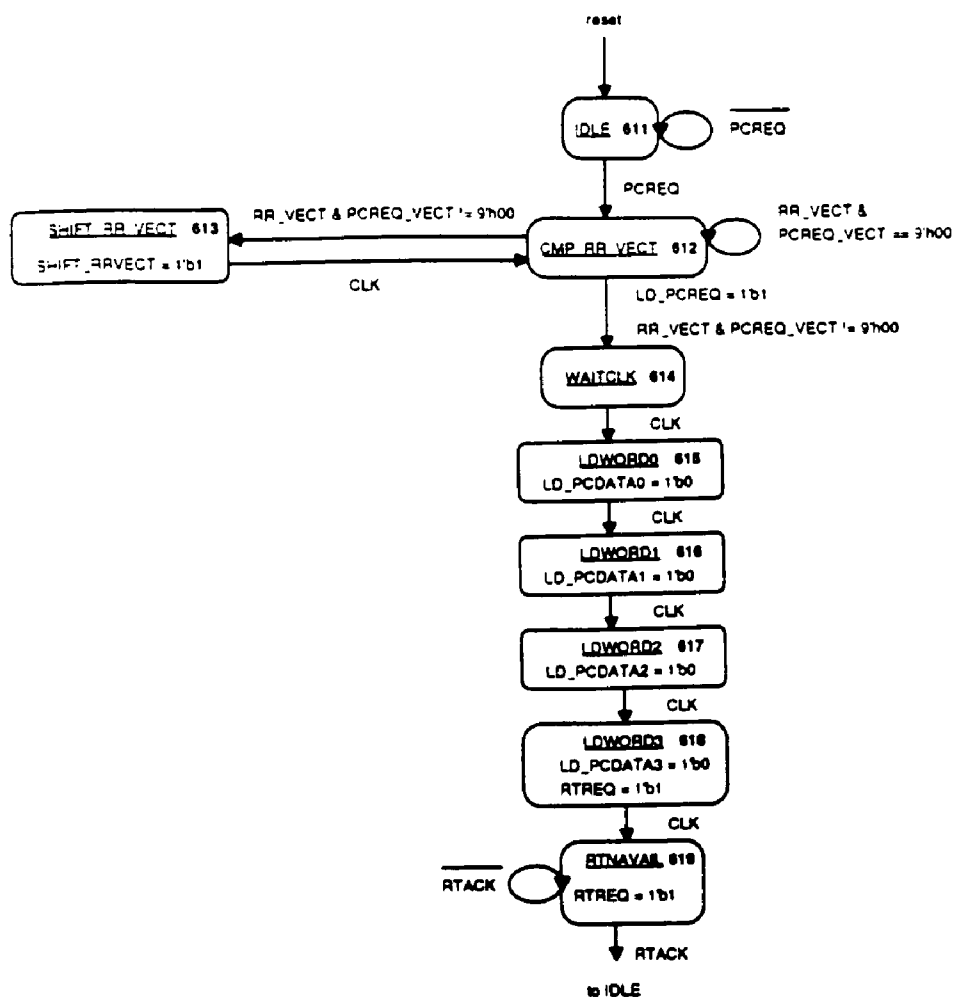 reset
IDLE 611
PCREQ
PCREQ
SHIFT_RR_VECT 613
SHIFT_RRVECT = 1'b1
RR_VECT & PCREQ_VECT != 9'h00
CLK
CMP_RR_VECT 612
RR_VECT &
PCREQ_VECT == 9'h00
LD_PCREQ = 1'b1
RR_VECT & PCREQ_VECT != 9'h00
WAITCLK 614
CLK
LDWORD0 615
LD_PCDATA0 = 1'b0
CLK
LDWORD1 616
LD_PCDATA1 = 1'b0
CLK
LDWORD2 617
LD_PCDATA2 = 1'b0
CLK
LDWORD3 618
LD_PCDATA3 = 1'b0
RTREQ = 1'b1
CLK
RTNAVAIL 619
RTREQ = 1'b1
RTACK
RTACK
to IDLE